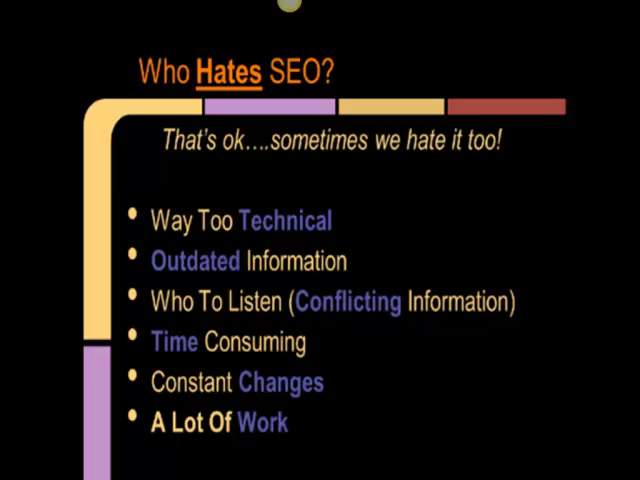 Who Hates SEO?
That's ok....sometimes we hate it too!
• Way Too Technical
• Outdated Information
• Who To Listen (Conflicting Information)
• Time Consuming
• Constant Changes
• A Lot Of Work